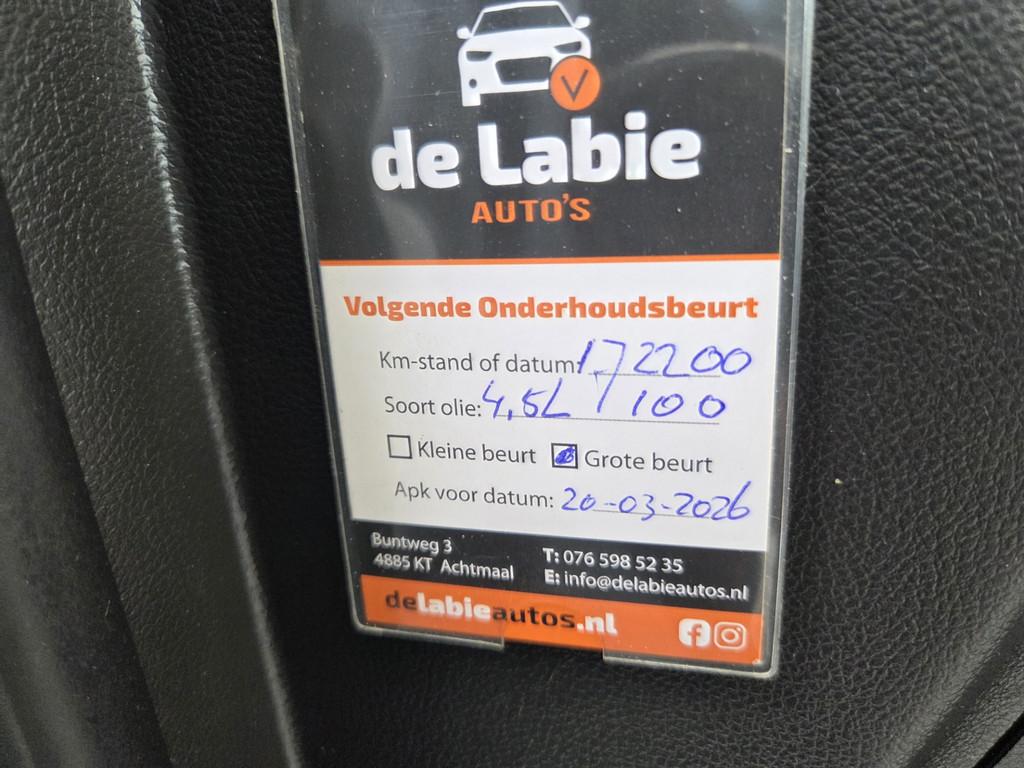 de Labie
AUTO'S
Volgende Onderhoudsbeurt
Km-stand of datum: 172200
Soort olie: 4,5L / 100
Kleine beurt Grote beurt
Apk voor datum: 20-03-2026
Buntweg 3
4885 KT Achtmaal
T: 076 598 52 35
E: info@delabieautos.nl
delabieautos.nl